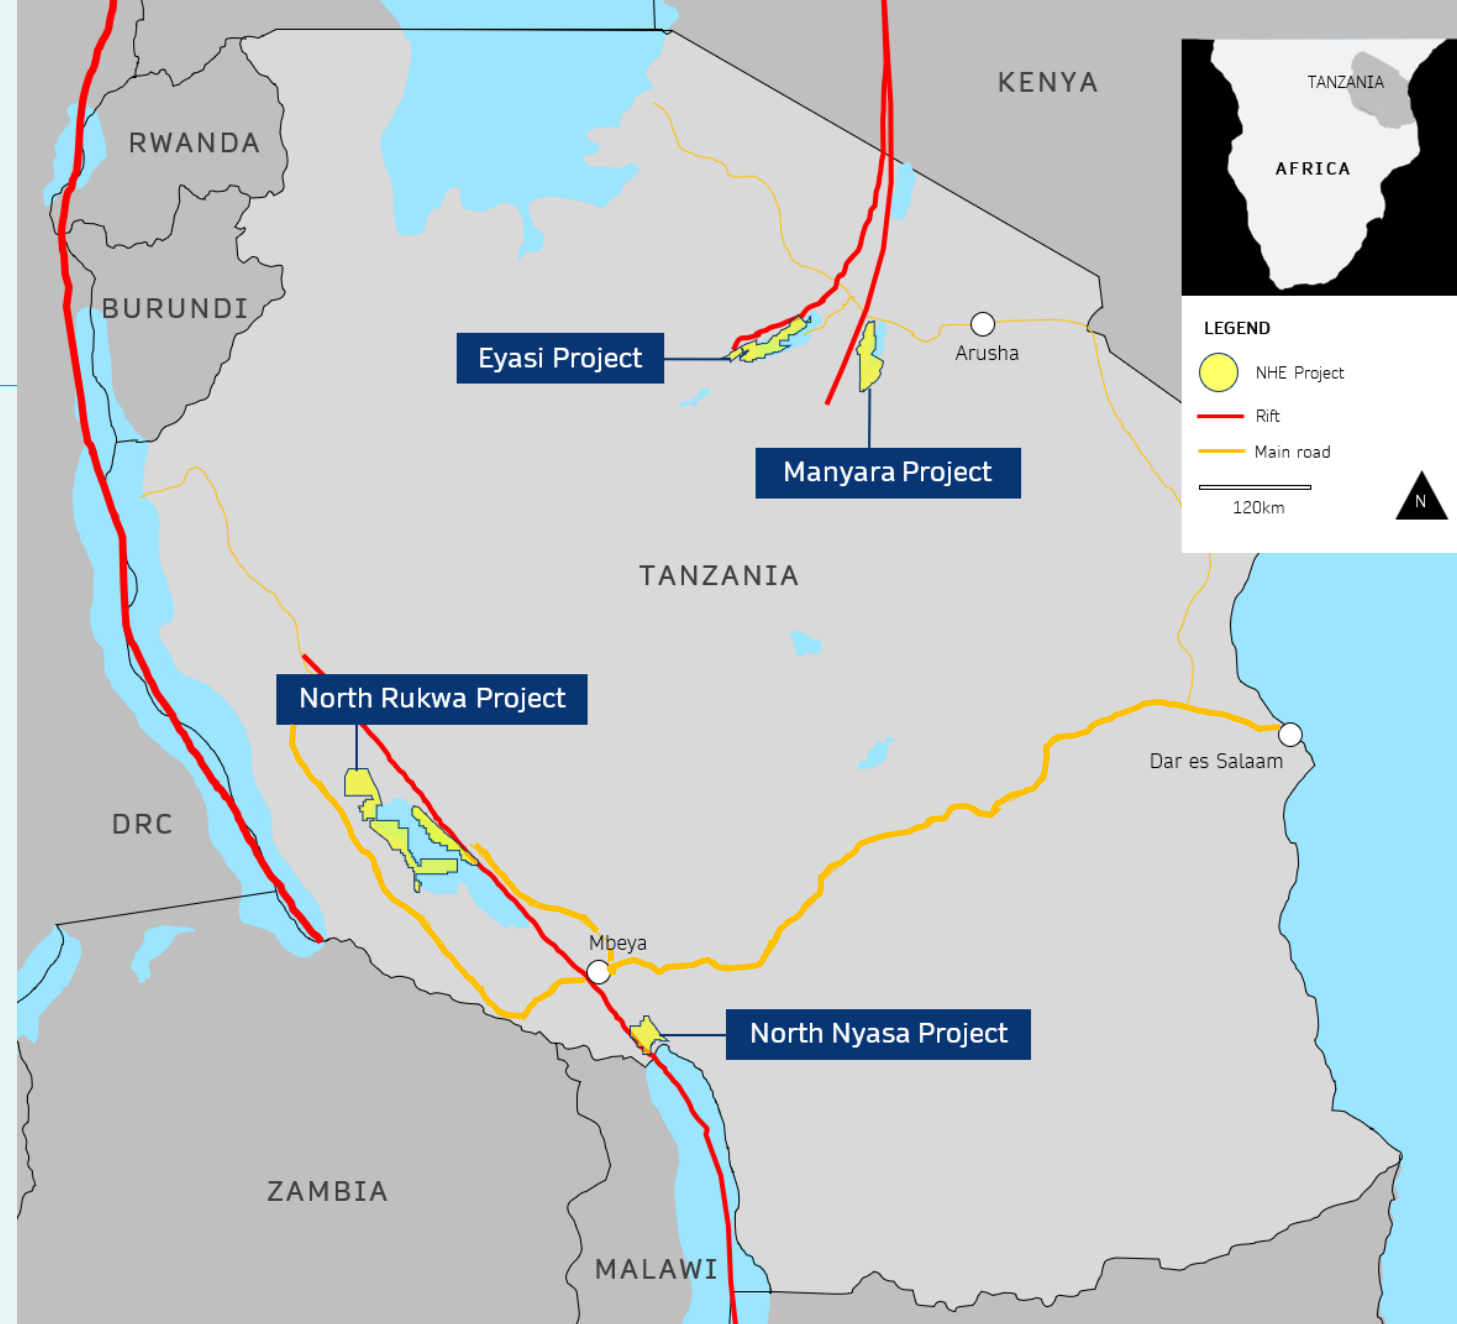 KENYA
TANZANIA
RWANDA
AFRICA
BURUNDI
LEGEND
Eyasi Project
Arusha
NHE Project
Rift
Main road
Manyara Project
120km
N
TANZANIA
North Rukwa Project
Dar es Salaam
DRC
Mbeya
North Nyasa Project
ZAMBIA
MALAWI